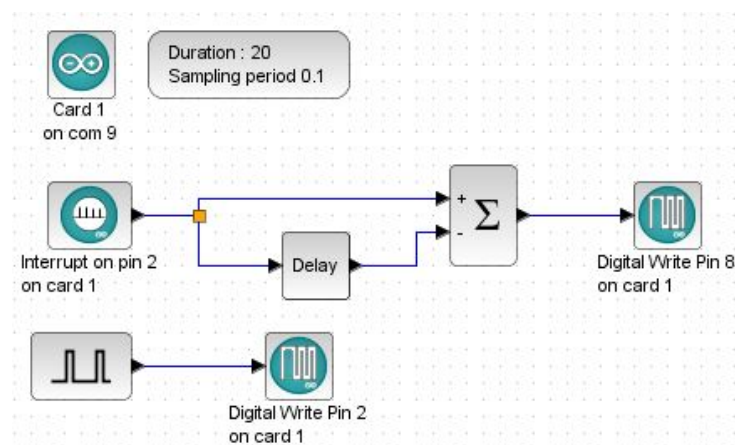 Duration : 20
Sampling period 0.1
Card 1
on com 9
+
Σ
-
Interrupt on pin 2
on card 1
Delay
Digital Write Pin 8
on card 1
Digital Write Pin 2
on card 1